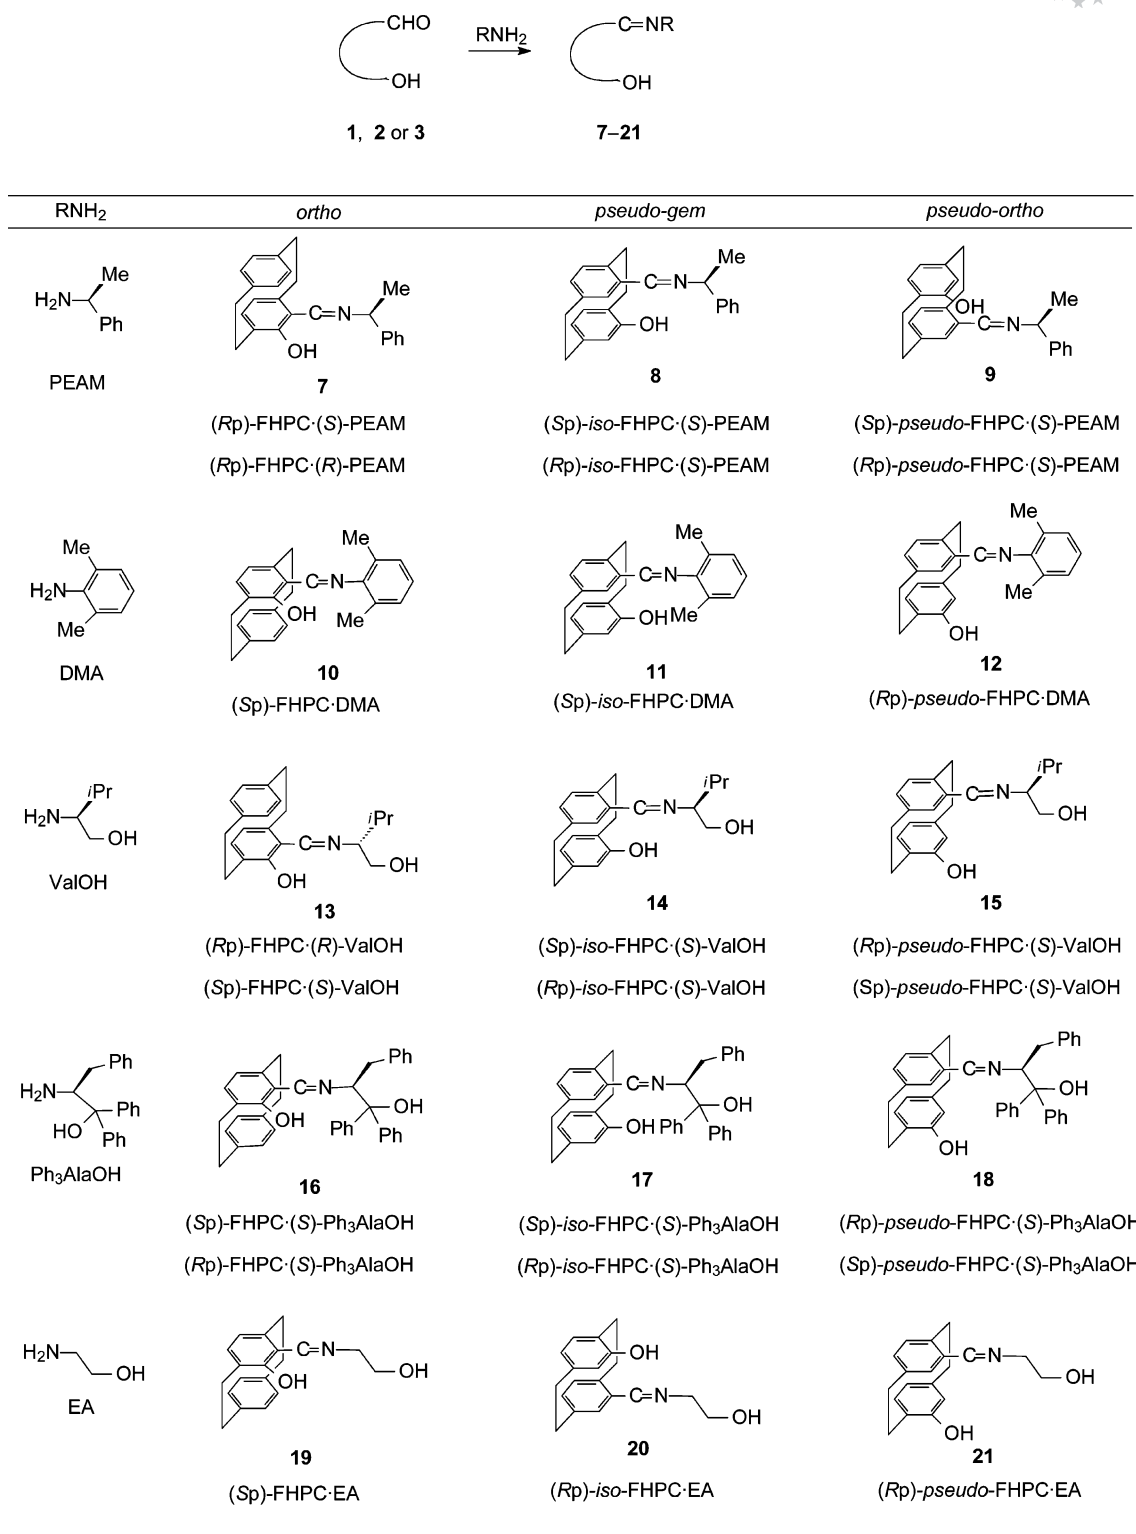 CHO
C=NR
RNH2
OH
OH
1, 2 or 3
7–21
RNH2 ortho pseudo-gem pseudo-ortho
Me
H2N
Ph
PEAM
C=N
Me
Ph
OH
7
(Rp)-FHPC·(S)-PEAM
(Rp)-FHPC·(R)-PEAM
C=N
Me
Ph
OH
8
(Sp)-iso-FHPC·(S)-PEAM
(Rp)-iso-FHPC·(S)-PEAM
OH
Me
C=N
Ph
9
(Sp)-pseudo-FHPC·(S)-PEAM
(Rp)-pseudo-FHPC·(S)-PEAM
Me
H2N
Me
DMA
Me
C=N
OH
Me
10
(Sp)-FHPC·DMA
Me
C=N
OH
Me
11
(Sp)-iso-FHPC·DMA
Me
C=N
Me
OH
12
(Rp)-pseudo-FHPC·DMA
iPr
H2N
OH
ValOH
iPr
C=N
OH
OH
13
(Rp)-FHPC·(R)-ValOH
(Sp)-FHPC·(S)-ValOH
iPr
C=N
OH
OH
14
(Sp)-iso-FHPC·(S)-ValOH
(Rp)-iso-FHPC·(S)-ValOH
iPr
C=N
OH
OH
15
(Rp)-pseudo-FHPC·(S)-ValOH
(Sp)-pseudo-FHPC·(S)-ValOH
Ph
H2N
Ph
HO
Ph
Ph3AlaOH
Ph
C=N
OH
OH
Ph
Ph
16
(Sp)-FHPC·(S)-Ph3AlaOH
(Rp)-FHPC·(S)-Ph3AlaOH
Ph
C=N
OH
OH
Ph
Ph
17
(Sp)-iso-FHPC·(S)-Ph3AlaOH
(Rp)-iso-FHPC·(S)-Ph3AlaOH
Ph
C=N
OH
Ph
Ph
OH
18
(Rp)-pseudo-FHPC·(S)-Ph3AlaOH
(Sp)-pseudo-FHPC·(S)-Ph3AlaOH
H2N
OH
EA
C=N
OH
OH
19
(Sp)-FHPC·EA
OH
C=N
OH
20
(Rp)-iso-FHPC·EA
C=N
OH
OH
21
(Rp)-pseudo-FHPC·EA